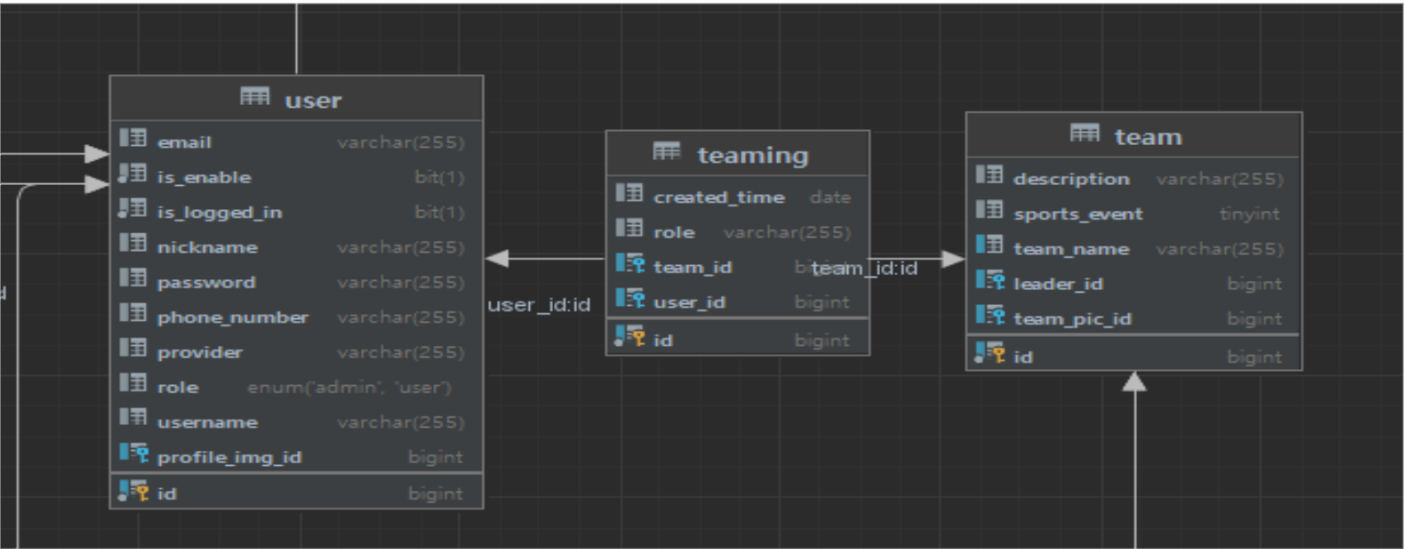 user
email varchar(255)
is_enable bit(1)
is_logged_in bit(1)
nickname varchar(255)
password varchar(255)
phone_number varchar(255)
provider varchar(255)
role enum('admin', 'user')
username varchar(255)
profile_img_id bigint
id bigint
user_id:id
teaming
created_time date
role varchar(255)
team_id bigint
user_id bigint
id bigint
team_id:id
team
description varchar(255)
sports_event tinyint
team_name varchar(255)
leader_id bigint
team_pic_id bigint
id bigint